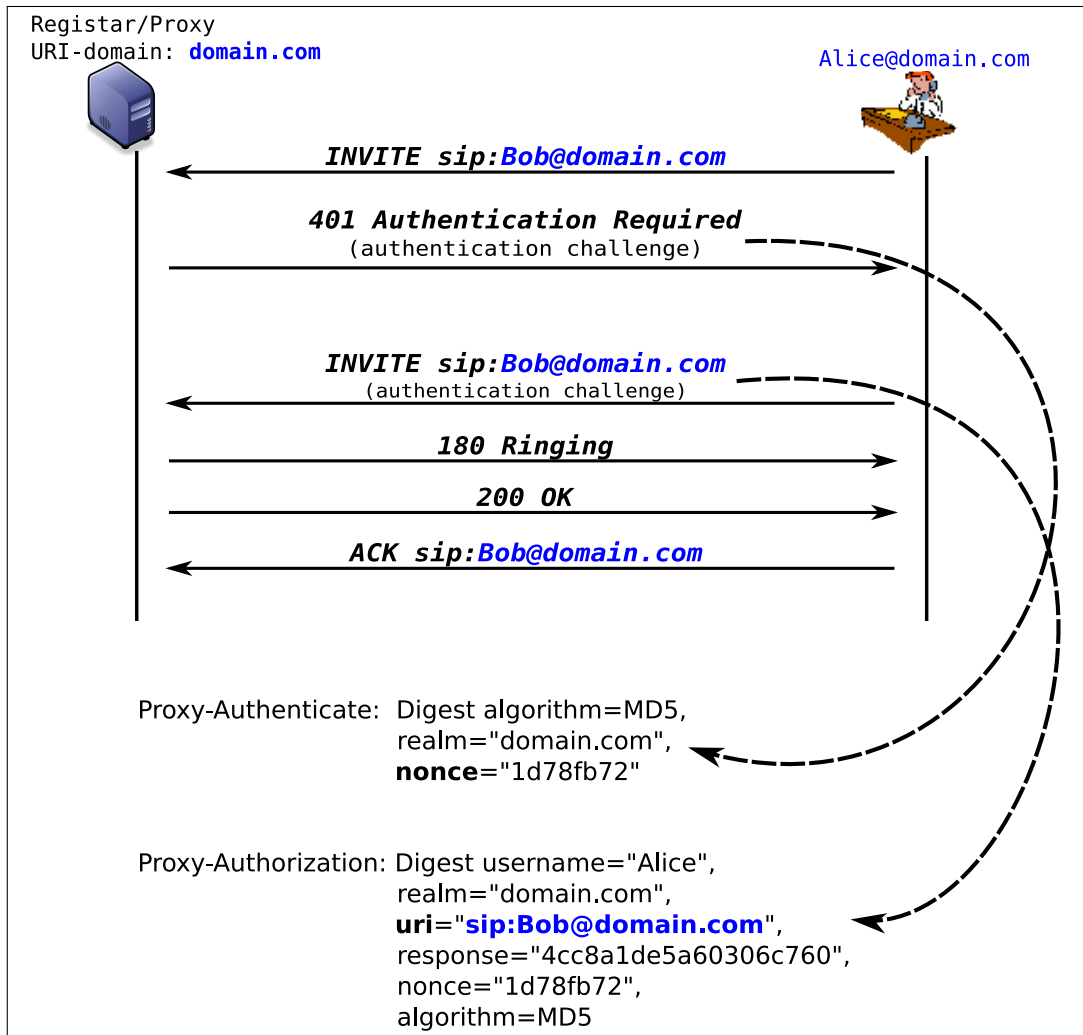 Registar/Proxy
URI-domain: domain.com
Alice@domain.com
INVITE sip:Bob@domain.com
401 Authentication Required
(authentication challenge)
INVITE sip:Bob@domain.com
(authentication challenge)
180 Ringing
200 OK
ACK sip:Bob@domain.com
Proxy-Authenticate: Digest algorithm=MD5,
realm="domain.com",
nonce="1d78fb72"
Proxy-Authorization: Digest username="Alice",
realm="domain.com",
uri="sip:Bob@domain.com",
response="4cc8a1de5a60306c760",
nonce="1d78fb72",
algorithm=MD5